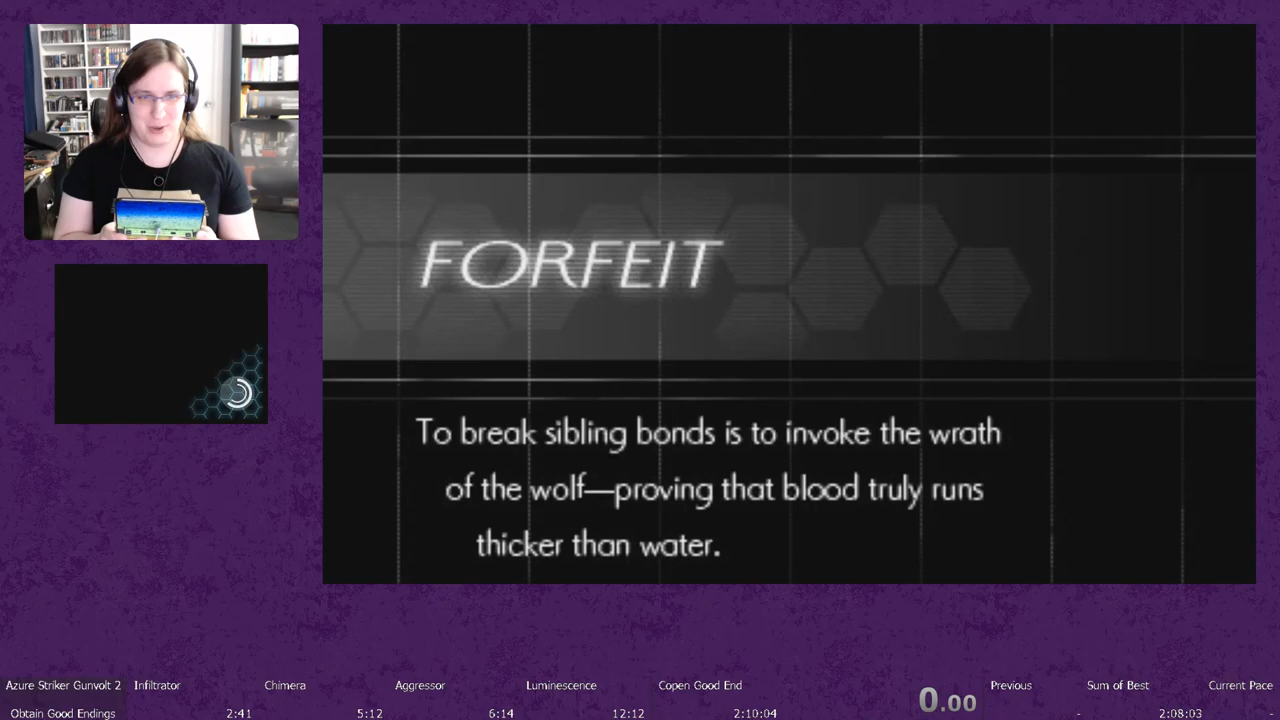 FORFEIT
To break sibling bonds is to invoke the wrath
of the wolf—proving that blood truly runs
thicker than water.
Azure Striker Gunvolt 2 Infiltrator Chimera Aggressor Luminescence Copen Good End Previous Sum of Best Current Pace
Obtain Good Endings 2:41 5:12 6:14 12:12 2:10:04 0.00 - 2:08:03 -